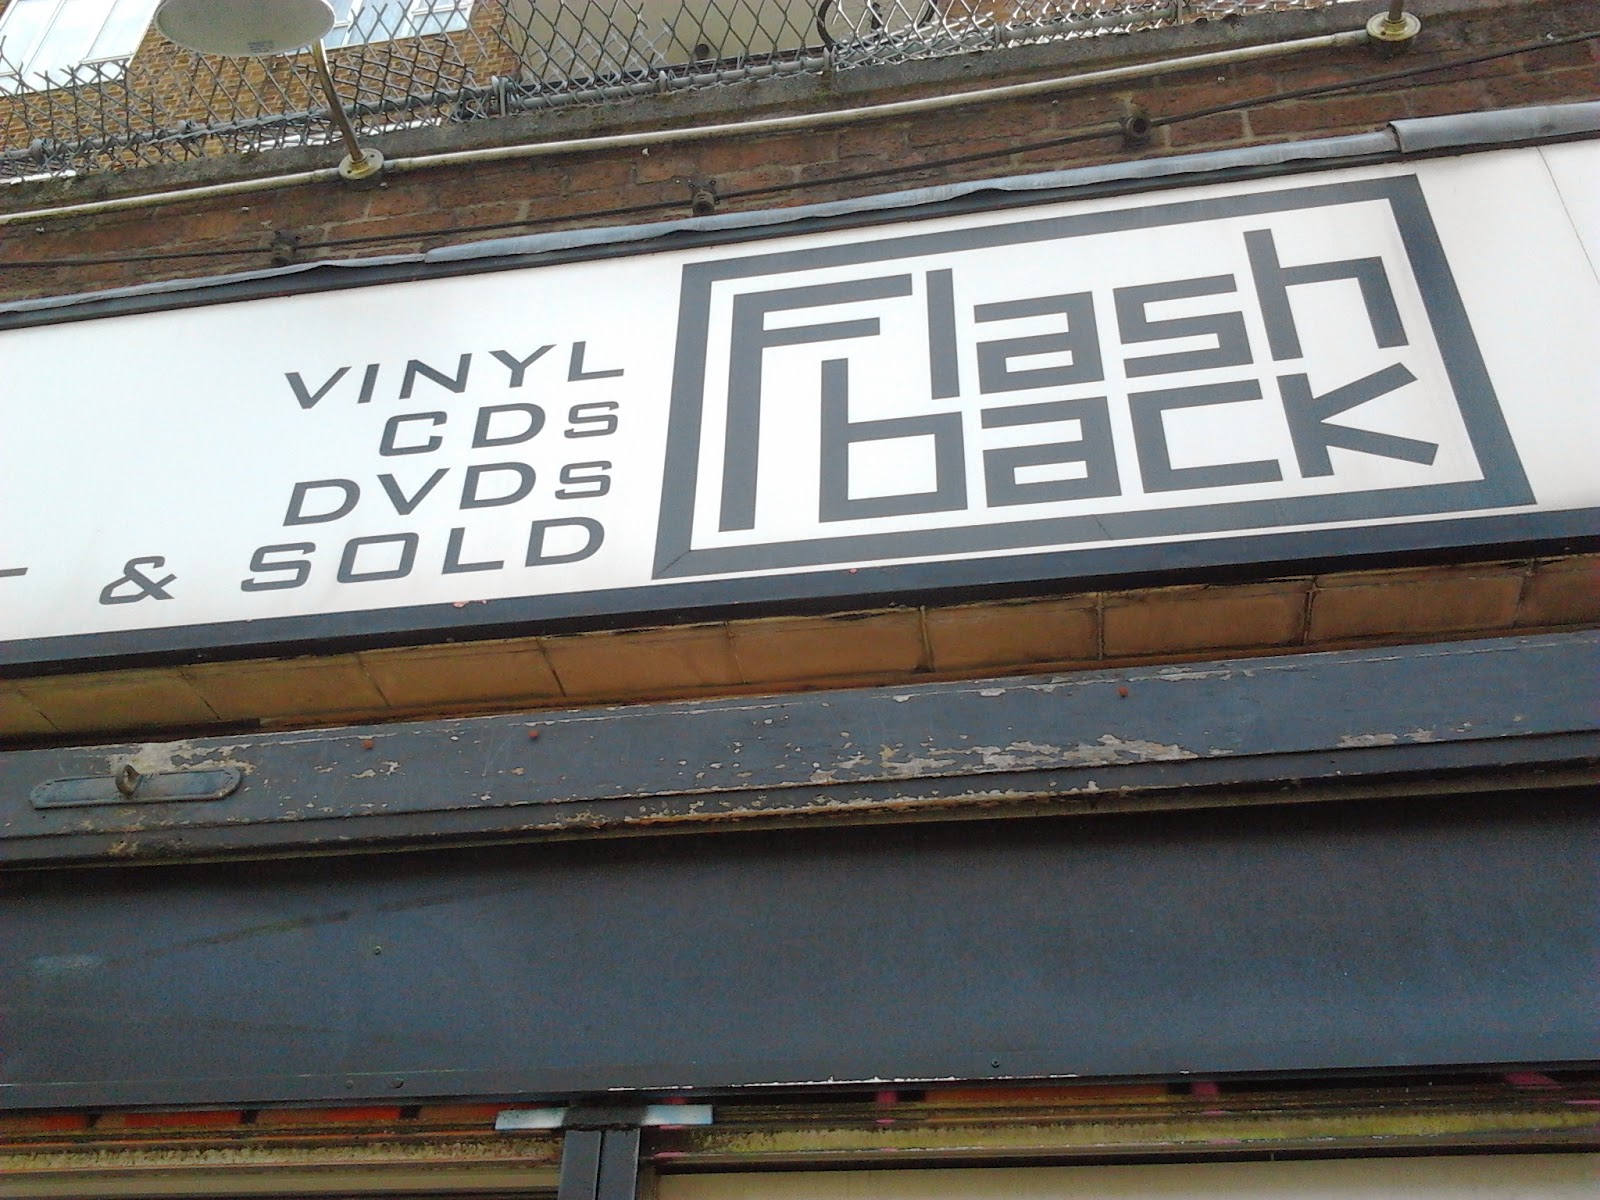 VINYL
CDS
DVDS
& SOLD
Flash
back